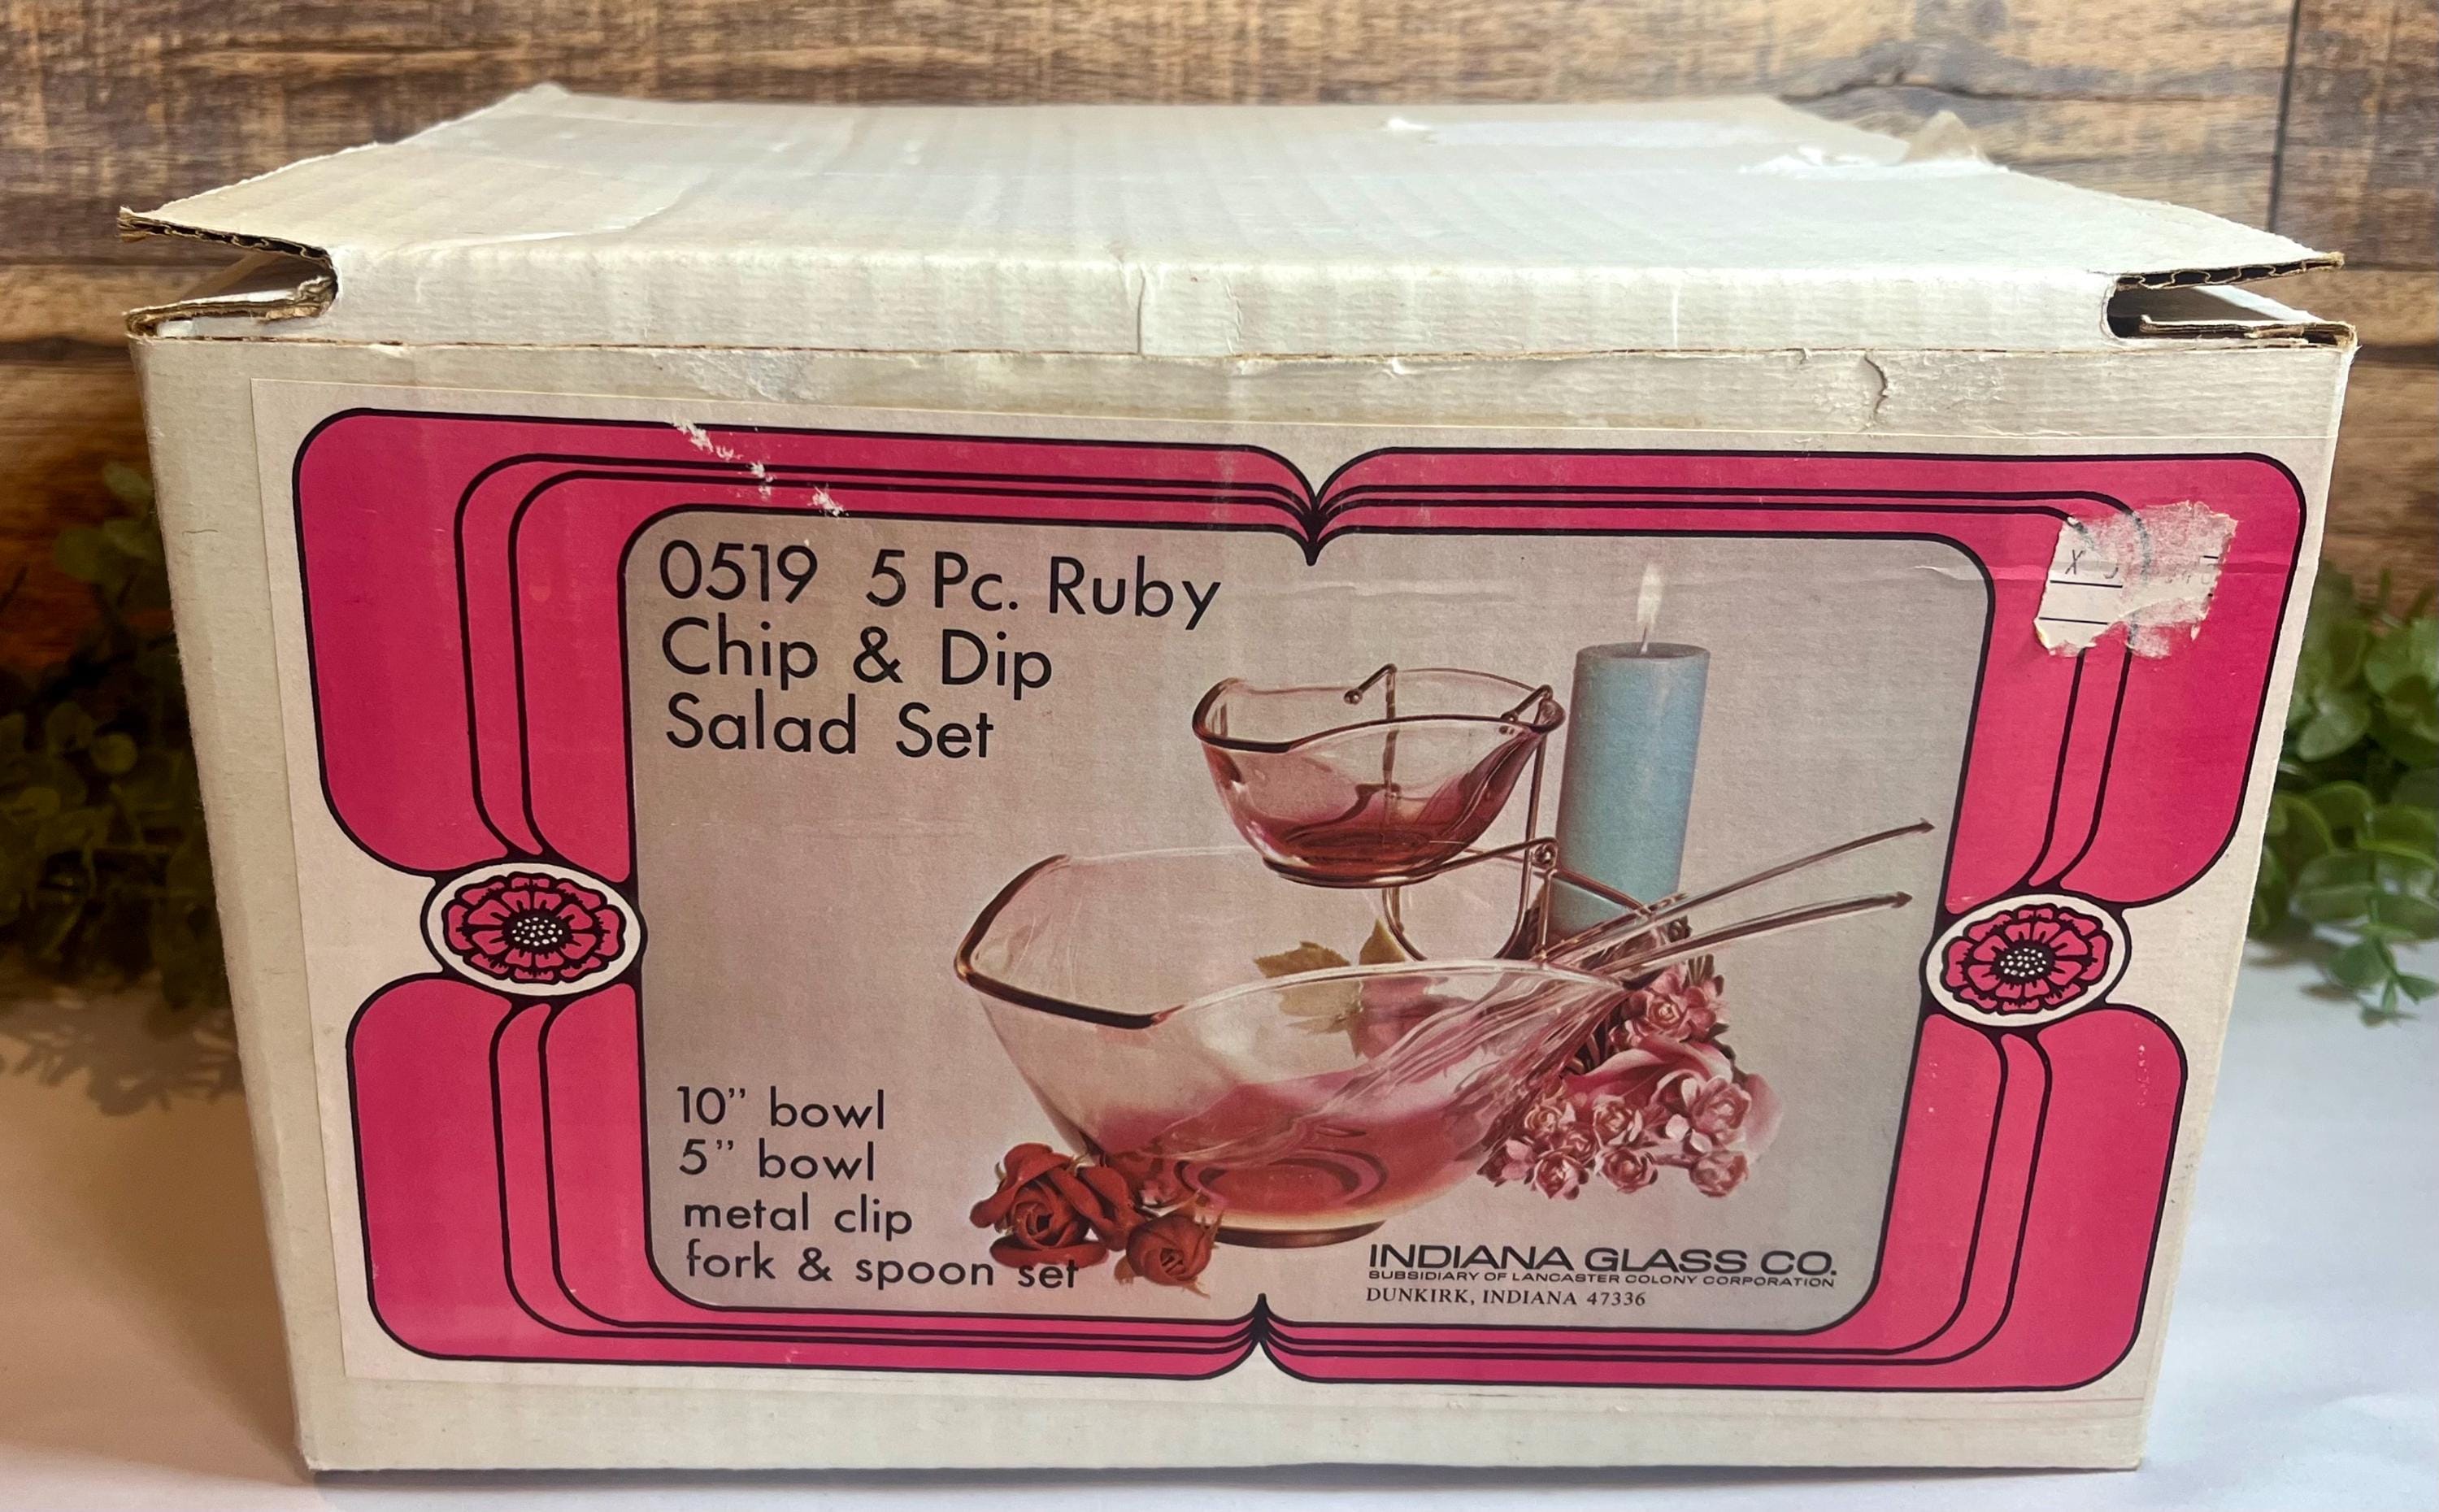 0519 5 Pc. Ruby
Chip & Dip
Salad Set
10” bowl
5” bowl
metal clip
fork & spoon set
INDIANA GLASS CO.
SUBSIDIARY OF LANCASTER COLONY CORPORATION
DUNKIRK, INDIANA 47336